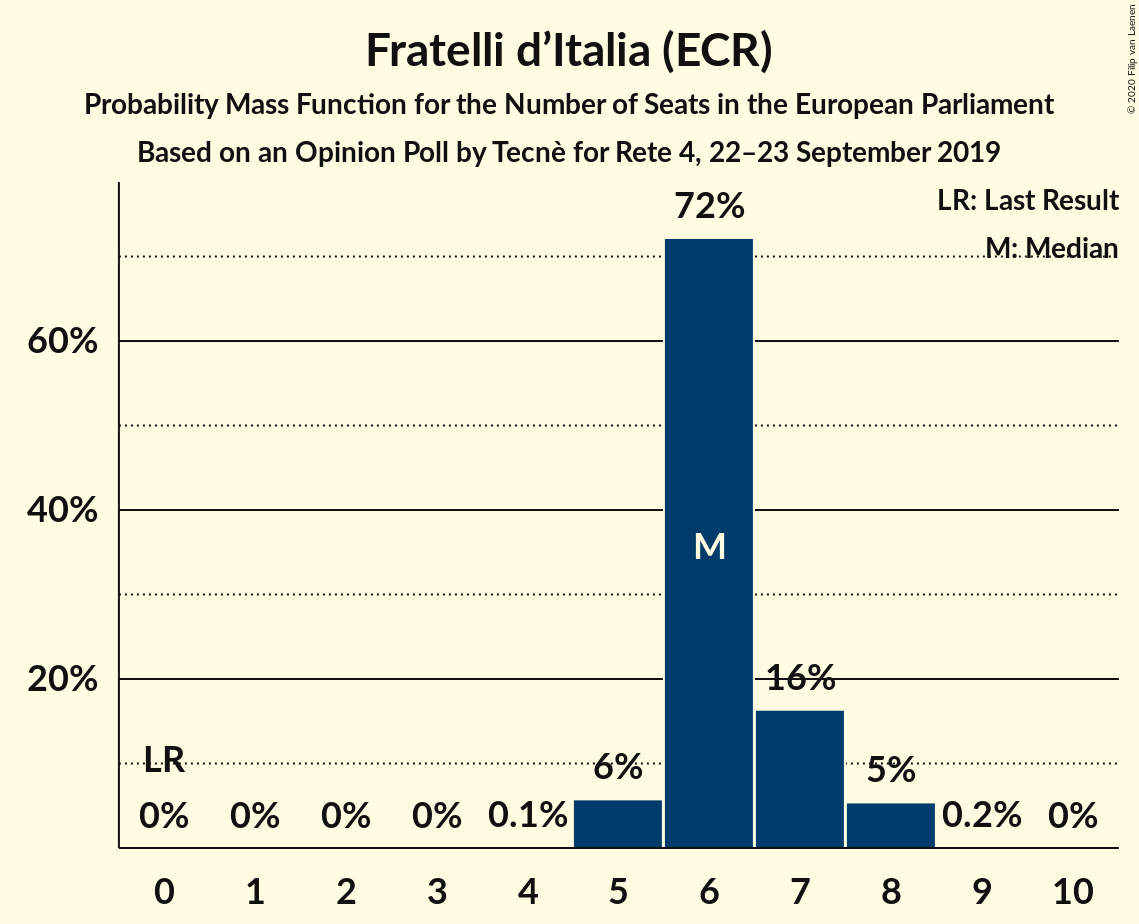 Fratelli d’Italia (ECR)
Probability Mass Function for the Number of Seats in the European Parliament
Based on an Opinion Poll by Tecnè for Rete 4, 22–23 September 2019
© 2020 Filip van Laenen
LR: Last Result
M: Median
72%
60%
40%
M
20%
16%
LR
6%
5%
0%
0%
0%
0%
0.1%
0.2%
0%
0 1 2 3 4 5 6 7 8 9 10